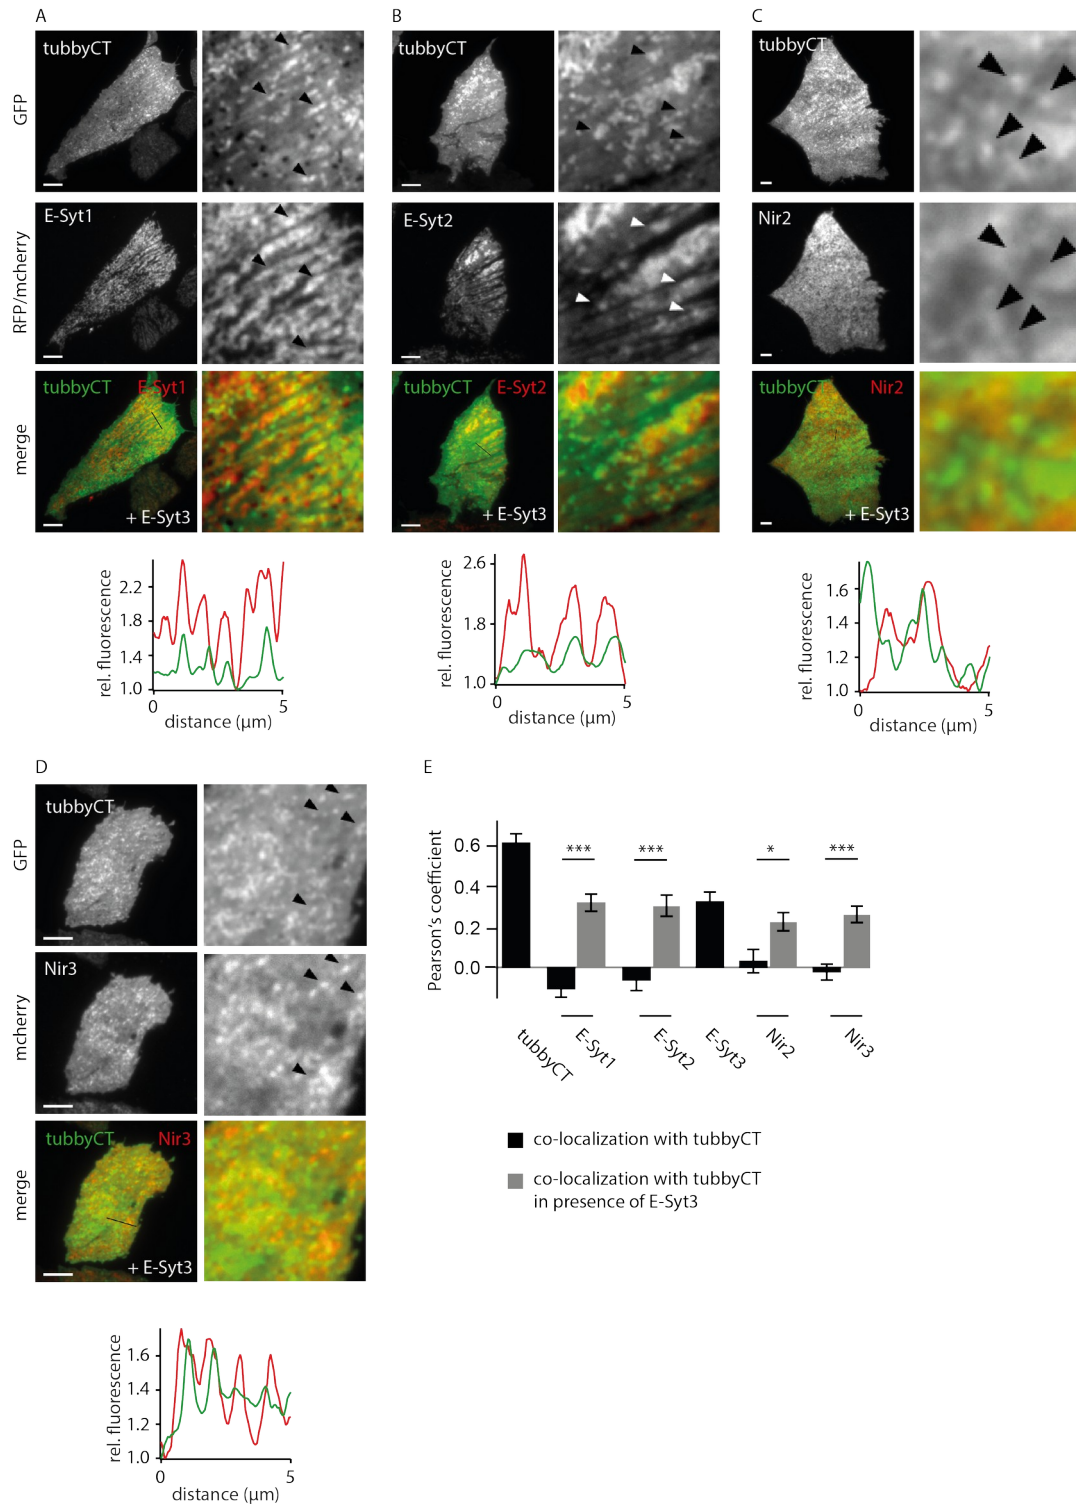 A
B
C
tubbyCT
tubbyCT
tubbyCT
GFP
E-Syt1
E-Syt2
Nir2
RFP/mcherry
tubbyCT E-Syt1
tubbyCT E-Syt2
tubbyCT Nir2
merge
+ E-Syt3
+ E-Syt3
+ E-Syt3
rel. fluorescence
2.2
1.8
1.4
1.0
0 5
distance (µm)
rel. fluorescence
2.6
1.8
1.0
0 5
distance (µm)
rel. fluorescence
1.6
1.4
1.2
1.0
0 5
distance (µm)
D
tubbyCT
GFP
Nir3
mcherry
tubbyCT Nir3
merge
+ E-Syt3
rel. fluorescence
1.6
1.4
1.2
1.0
0 5
distance (µm)
E
Pearson's coefficient
0.6
0.4
0.2
0.0
*** *** * ***
tubbyCT
E-Syt1
E-Syt2
E-Syt3
Nir2
Nir3
co-localization with tubbyCT
co-localization with tubbyCT
in presence of E-Syt3